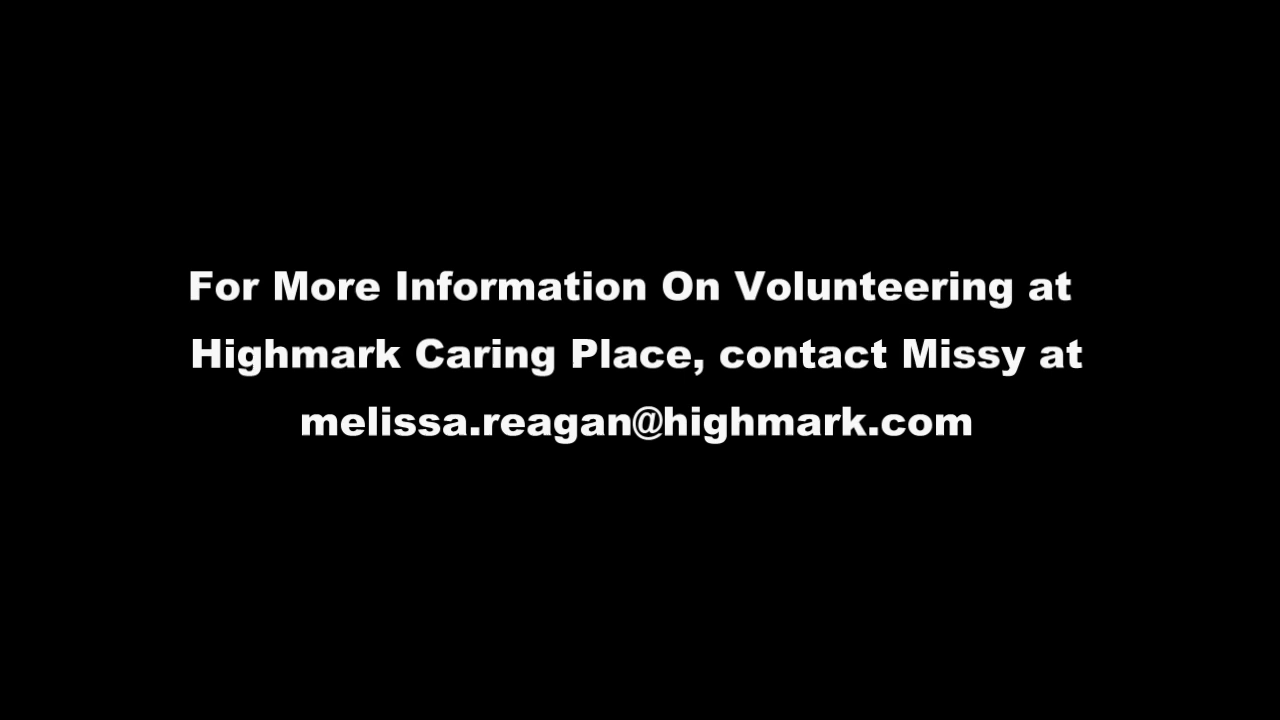 For More Information On Volunteering at
Highmark Caring Place, contact Missy at
melissa.reagan@highmark.com